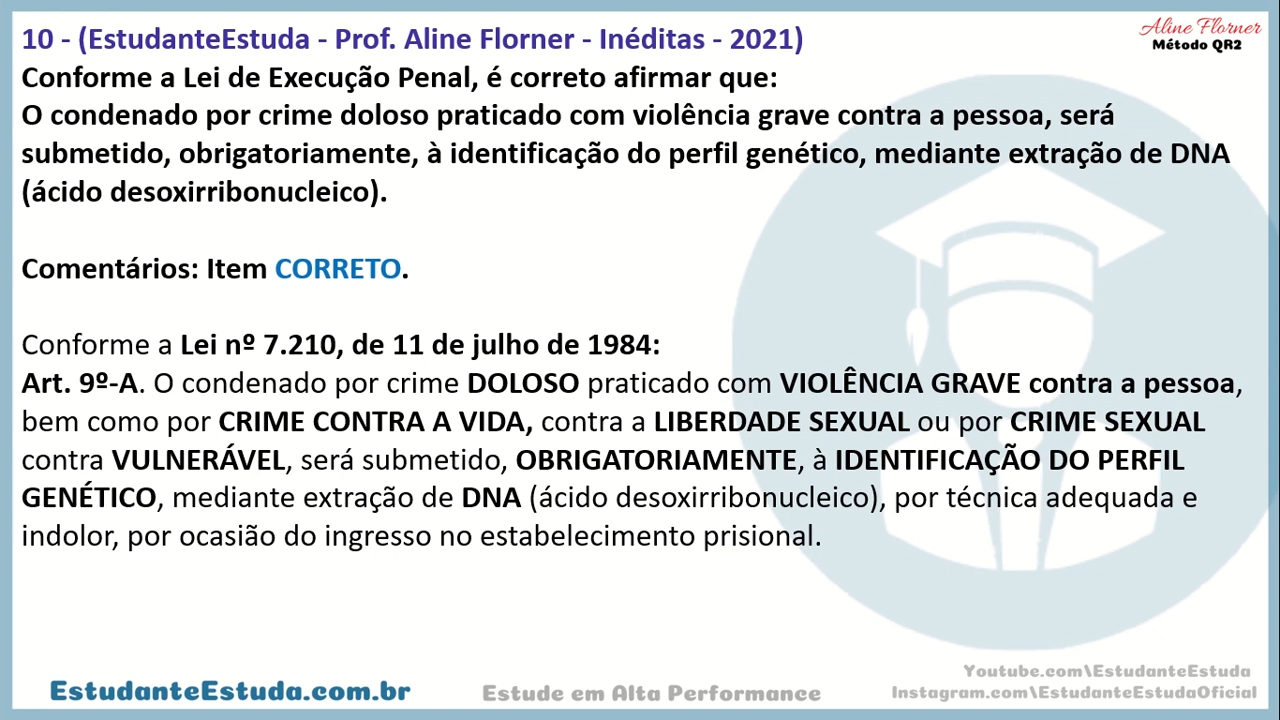 10 - (EstudanteEstuda - Prof. Aline Florner - Inéditas - 2021)
Aline Florner
Método QR2
Conforme a Lei de Execução Penal, é correto afirmar que:
O condenado por crime doloso praticado com violência grave contra a pessoa, será
submetido, obrigatoriamente, à identificação do perfil genético, mediante extração de DNA
(ácido desoxirribonucleico).
Comentários: Item CORRETO.
Conforme a Lei nº 7.210, de 11 de julho de 1984:
Art. 9º-A. O condenado por crime DOLOSO praticado com VIOLÊNCIA GRAVE contra a pessoa,
bem como por CRIME CONTRA A VIDA, contra a LIBERDADE SEXUAL ou por CRIME SEXUAL
contra VULNERÁVEL, será submetido, OBRIGATORIAMENTE, à IDENTIFICAÇÃO DO PERFIL
GENÉTICO, mediante extração de DNA (ácido desoxirribonucleico), por técnica adequada e
indolor, por ocasião do ingresso no estabelecimento prisional.
EstudanteEstuda.com.br
Estude em Alta Performance
Youtube.com\EstudanteEstuda
Instagram.com\EstudanteEstudaOficial